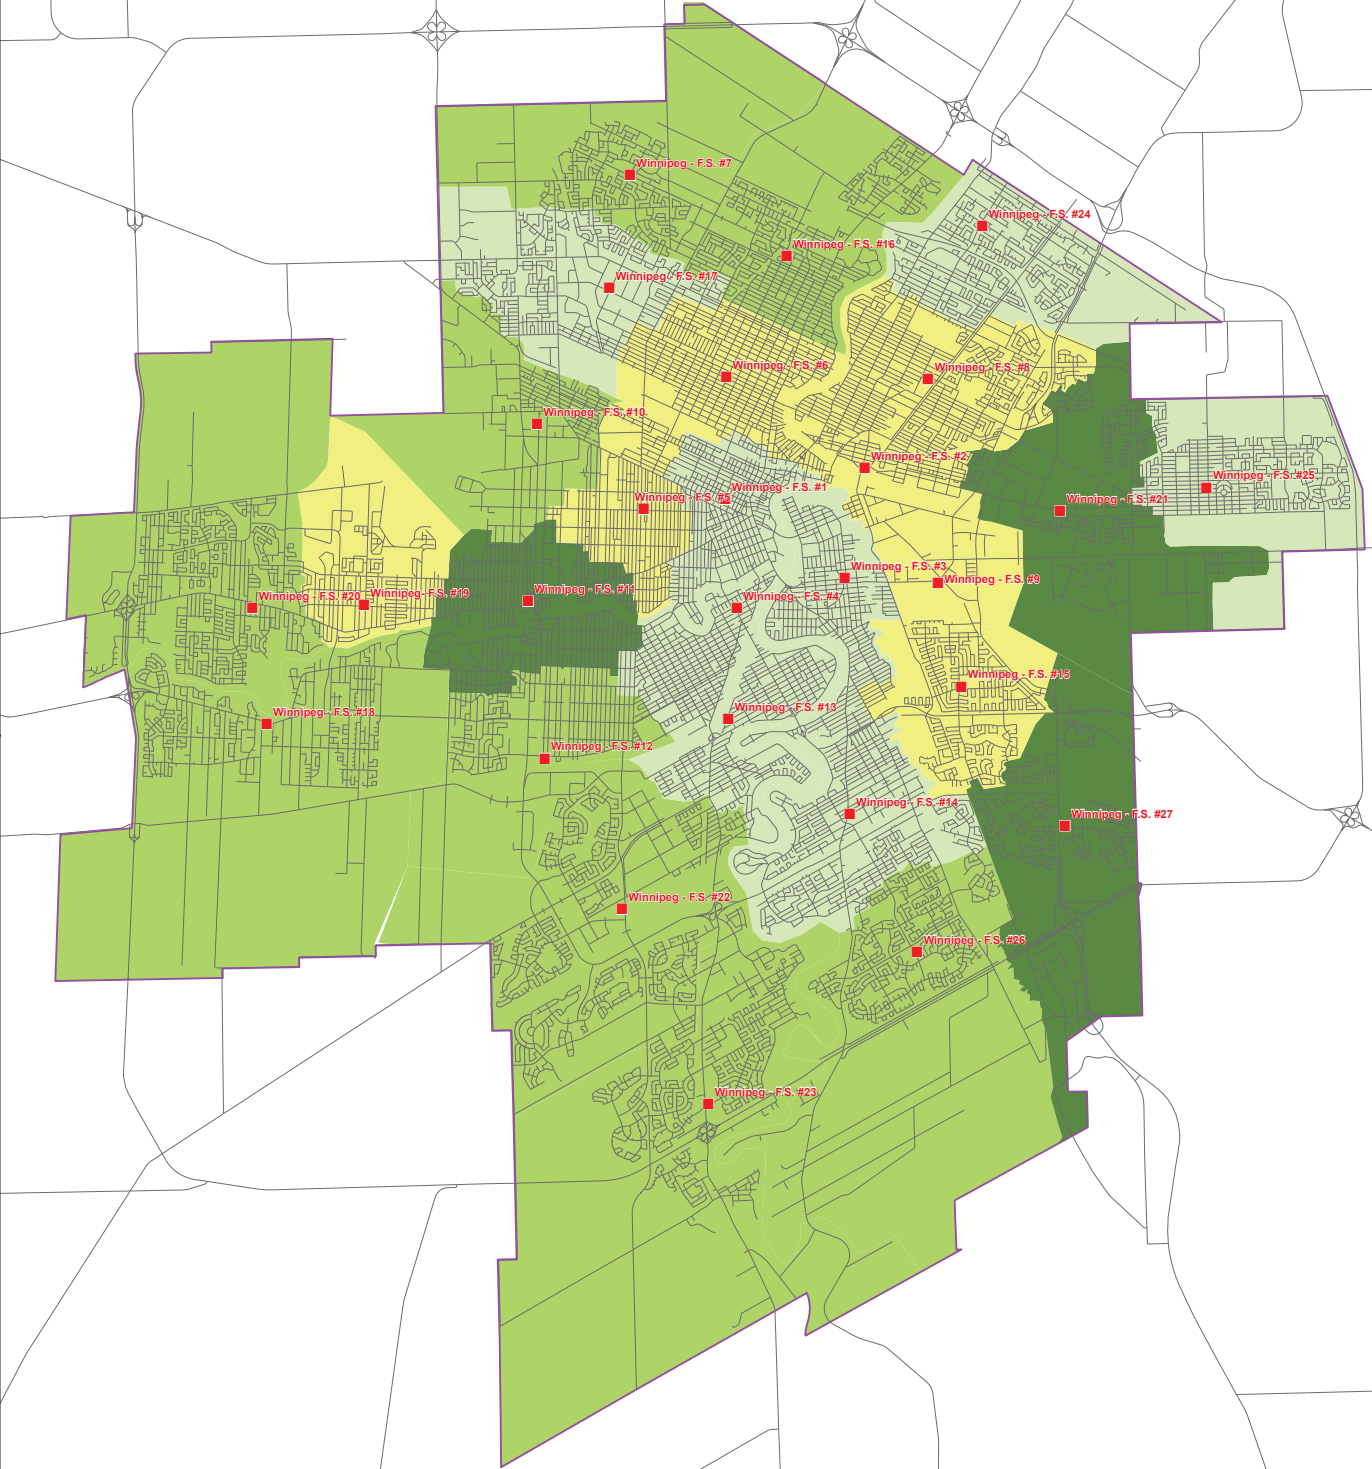 Winnipeg - F.S. #7
Winnipeg - F.S. #24
Winnipeg - F.S. #16
Winnipeg - F.S. #17
Winnipeg - F.S. #6
Winnipeg - F.S. #8
Winnipeg - F.S. #10
Winnipeg - F.S. #2
Winnipeg - F.S. #25
Winnipeg - F.S. #1
Winnipeg - F.S. #5
Winnipeg - F.S. #21
Winnipeg - F.S. #3
Winnipeg - F.S. #9
Winnipeg - F.S. #11
Winnipeg - F.S. #19
Winnipeg - F.S. #20
Winnipeg - F.S. #4
Winnipeg - F.S. #15
Winnipeg - F.S. #13
Winnipeg - F.S. #18
Winnipeg - F.S. #12
Winnipeg - F.S. #14
Winnipeg - F.S. #27
Winnipeg - F.S. #22
Winnipeg - F.S. #26
Winnipeg - F.S. #23